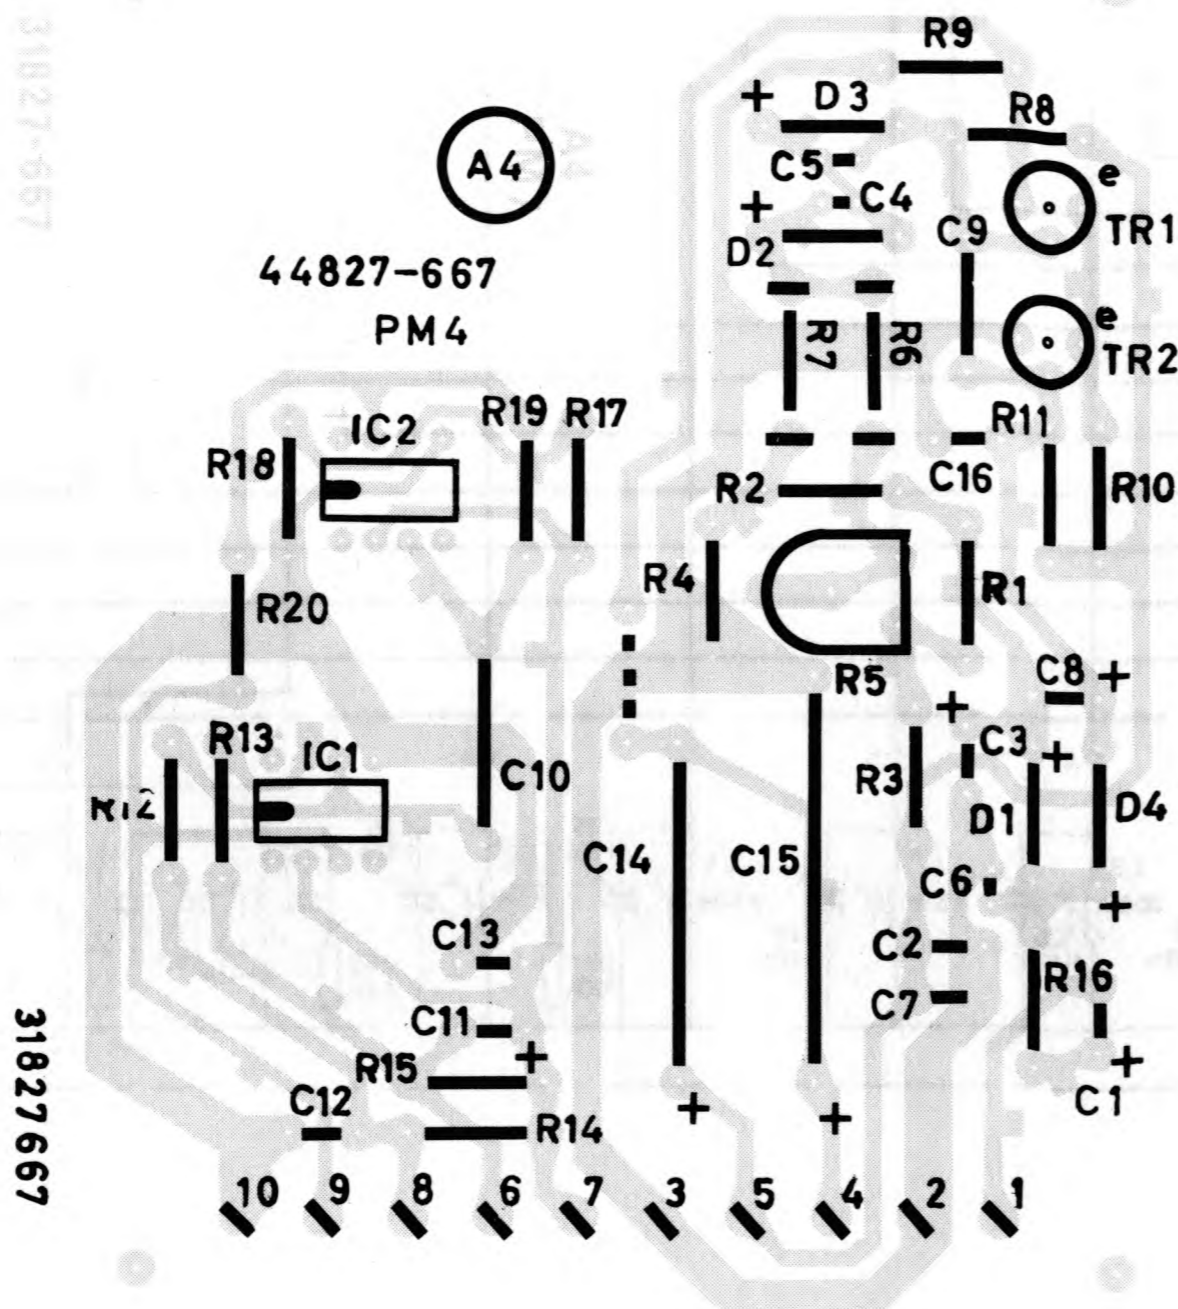 R9
D3
+
R8
A4
C5
e
+
C4
C9
TR1
D2
44827-667
PM4
e
TR2
R7
R6
R19
R17
IC2
R11
R18
C16
R2
R10
R4
R1
R20
R5
C8 +
+
R13
IC1
C3 +
C10
R3
R12
D1
D4
C14
C15
C6
+
C13
C2
R16
C7
C11
+
R15
+
C12
C1
+
+
R14
31827667
10
9
8
6
7
3
5
4
2
1
31827-667